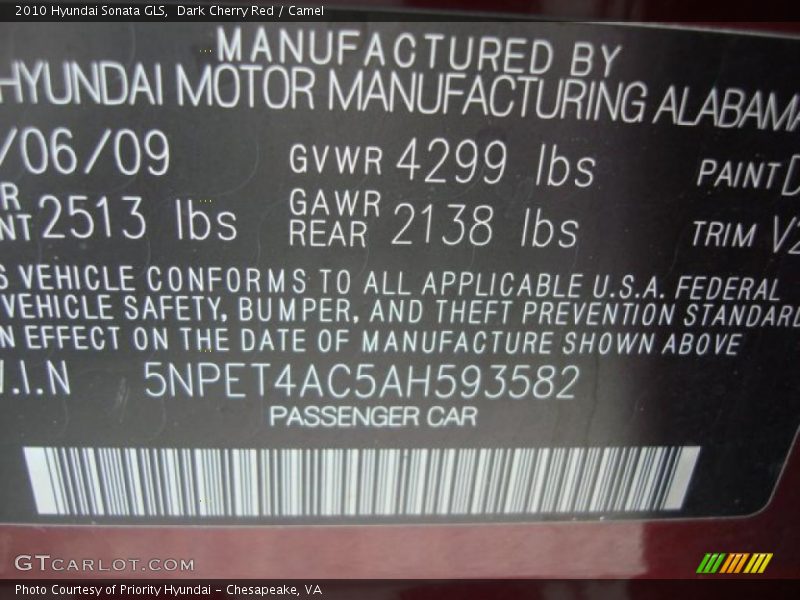 2010 Hyundai Sonata GLS, Dark Cherry Red / Camel
MANUFACTURED BY
HYUNDAI MOTOR MANUFACTURING ALABAMA
/06/09 GVWR 4299 lbs PAINT
2513 lbs GAWR REAR 2138 lbs TRIM V2
VEHICLE CONFORMS TO ALL APPLICABLE U.S.A. FEDERAL
VEHICLE SAFETY, BUMPER, AND THEFT PREVENTION STANDARD
N EFFECT ON THE DATE OF MANUFACTURE SHOWN ABOVE
.I.N 5NPET4AC5AH593582
PASSENGER CAR
GTCARLOT.COM
Photo Courtesy of Priority Hyundai - Chesapeake, VA